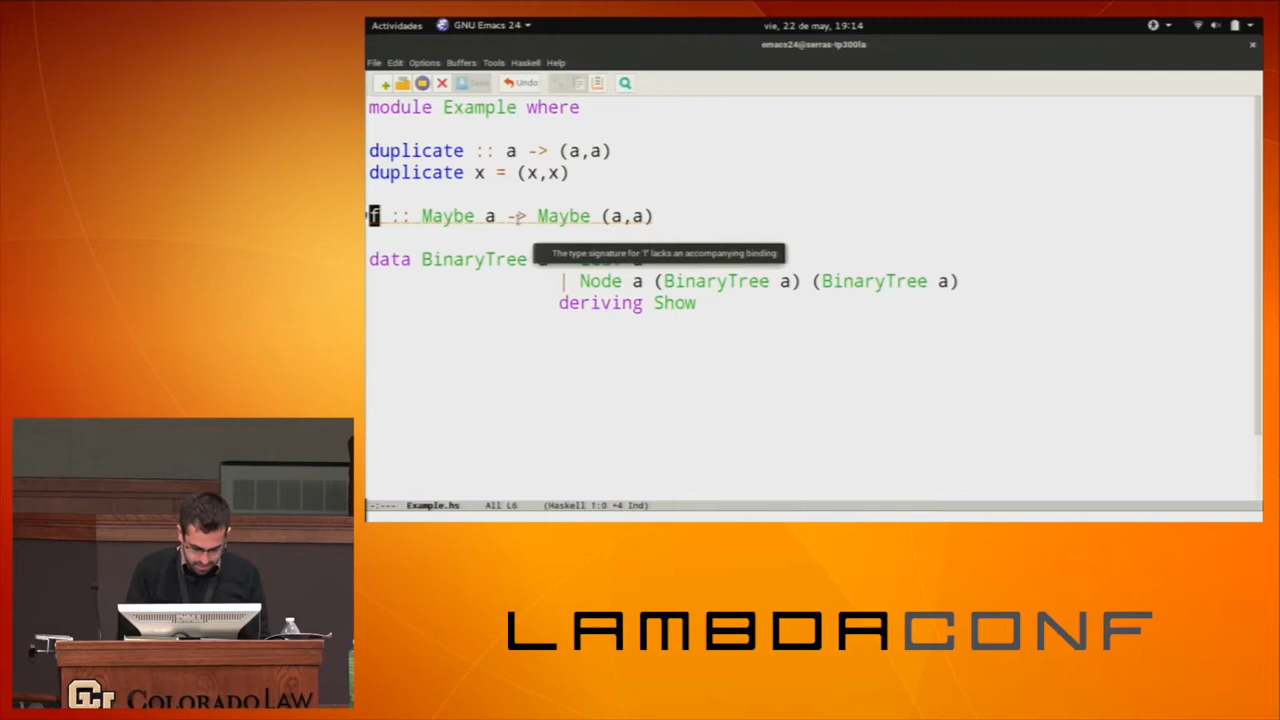 Actividades GNU Emacs 24 vie, 22 de may, 19:14
emacs24@serras-tp300la
File Edit Options Buffers Tools Haskell Help
Save Undo
module Example where
duplicate :: a -> (a,a)
duplicate x = (x,x)
f :: Maybe a -> Maybe (a,a)
The type signature for 'f' lacks an accompanying binding
data BinaryTree
| Node a (BinaryTree a) (BinaryTree a)
deriving Show
-:--- Example.hs All L6 (Haskell 1:0 +4 Ind)
LAMBDACONF
COLORADO LAW